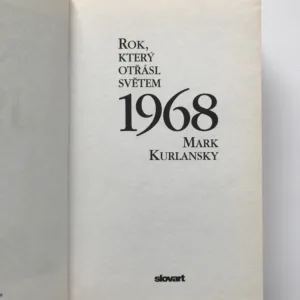 ROK,
KTERÝ
OTŘÁSL
SVĚTEM
1968
MARK
KURLANSKY
slovart